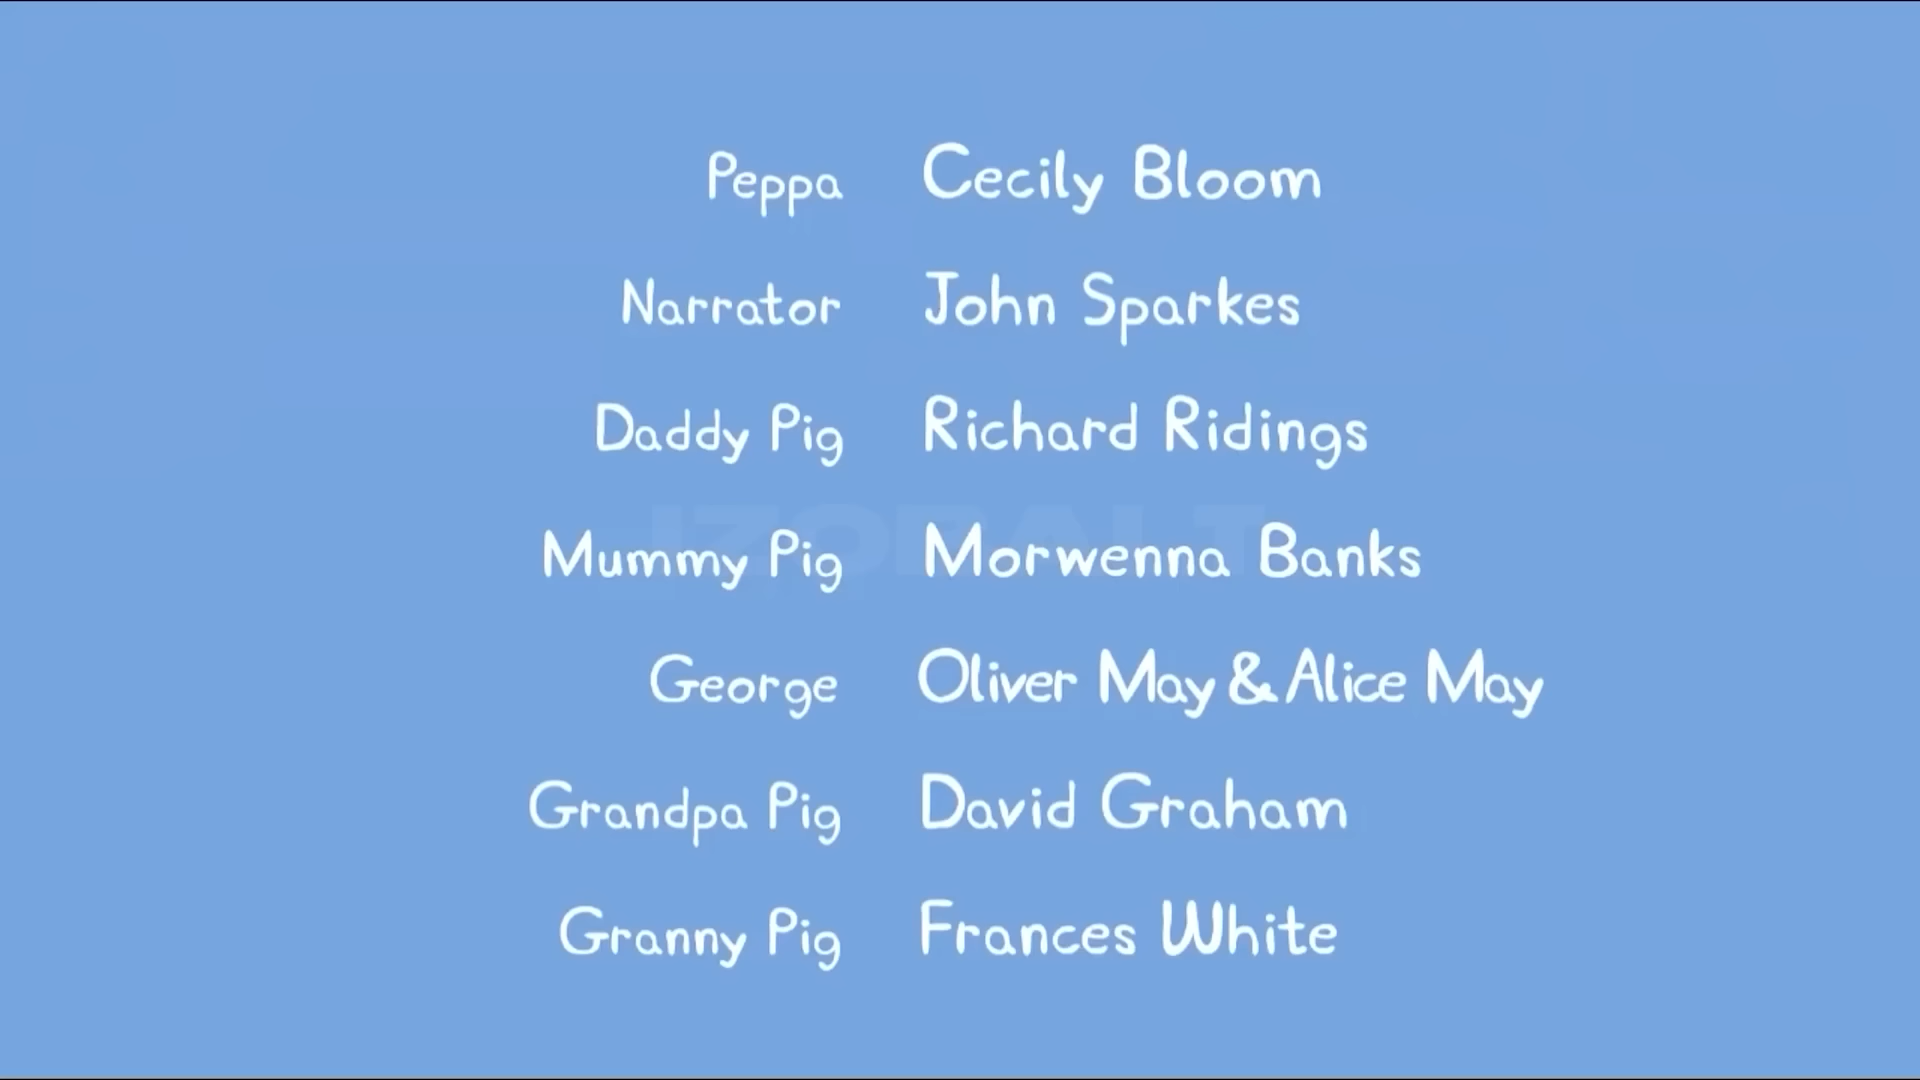 Peppa Cecily Bloom
Narrator John Sparkes
Daddy Pig Richard Ridings
Mummy Pig Morwenna Banks
George Oliver May & Alice May
Grandpa Pig David Graham
Granny Pig Frances White